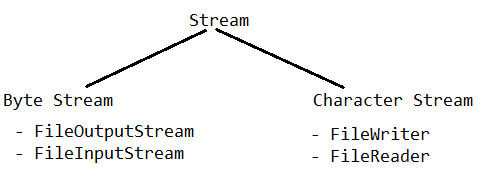 Stream
Byte Stream
- FileOutputStream
- FileInputStream
Character Stream
- FileWriter
- FileReader